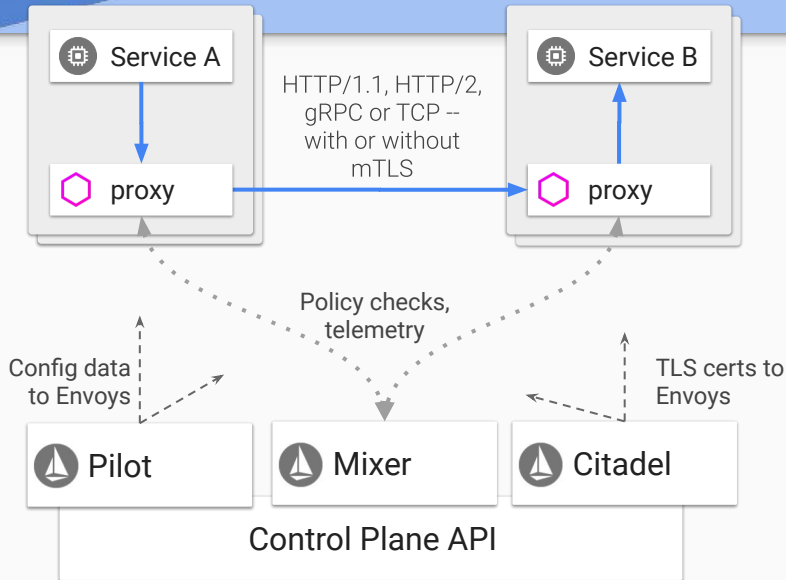 Service A
Service B
HTTP/1.1, HTTP/2,
gRPC or TCP --
with or without
mTLS
proxy
proxy
Policy checks,
telemetry
Config data
to Envoys
TLS certs to
Envoys
Pilot
Mixer
Citadel
Control Plane API